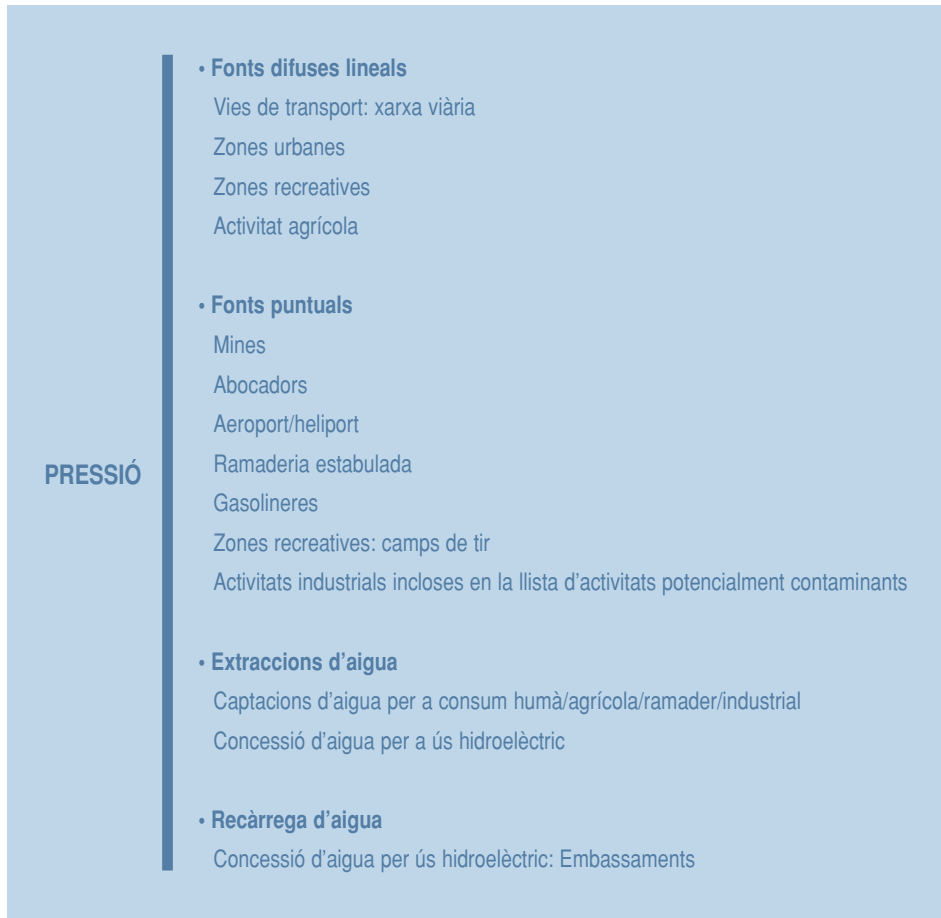 PRESSIÓ
• Fonts difuses lineals
Vies de transport: xarxa viària
Zones urbanes
Zones recreatives
Activitat agrícola
• Fonts puntuals
Mines
Abocadors
Aeroport/heliport
Ramaderia estabulada
Gasolineres
Zones recreatives: camps de tir
Activitats industrials incloses en la llista d’activitats potencialment contaminants
• Extraccions d’aigua
Captacions d’aigua per a consum humà/agrícola/ramader/industrial
Concessió d’aigua per a ús hidroelèctric
• Recàrrega d’aigua
Concessió d’aigua per ús hidroelèctric: Embassaments